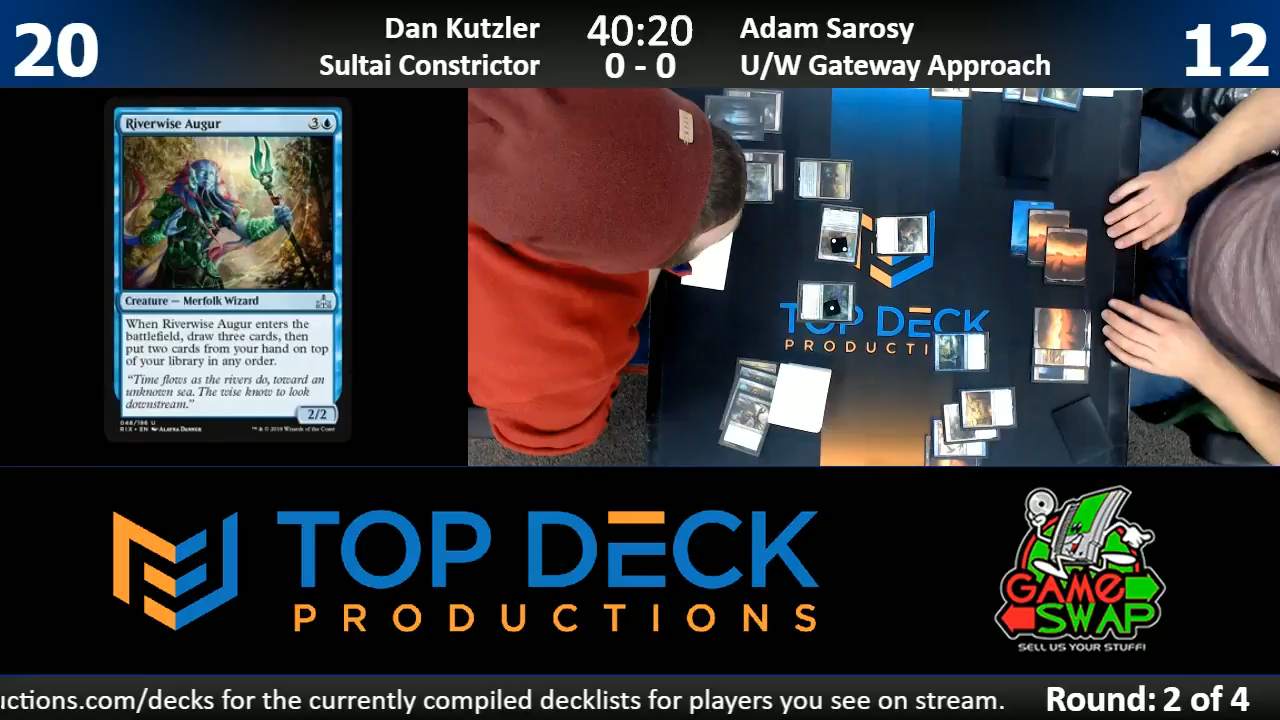 20
Dan Kutzler
Sultai Constrictor
40:20
0 - 0
Adam Sarosy
U/W Gateway Approach
12
Riverwise Augur
3
Creature — Merfolk Wizard
When Riverwise Augur enters the
battlefield, draw three cards, then
put two cards from your hand on top
of your library in any order.
"Time flows as the rivers do, toward an
unknown sea. The wise know to look
downstream."
2/2
TOP DECK
PRODUCTI
TOP DECK
PRODUCTIONS
GAME
SWAP
SELL US YOUR STUFF!
uctions.com/decks for the currently compiled decklists for players you see on stream.
Round: 2 of 4